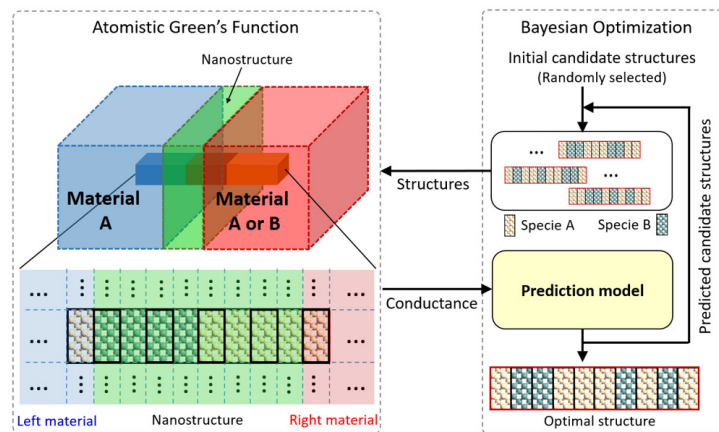 Atomistic Green's Function
Nanostructure
Material
A
Material
A or B
...
...
Left material
Nanostructure
Right material
Structures
Conductance
Bayesian Optimization
Initial candidate structures
(Randomly selected)
...
...
Specie A
Specie B
Prediction model
Predicted candidate structures
Optimal structure